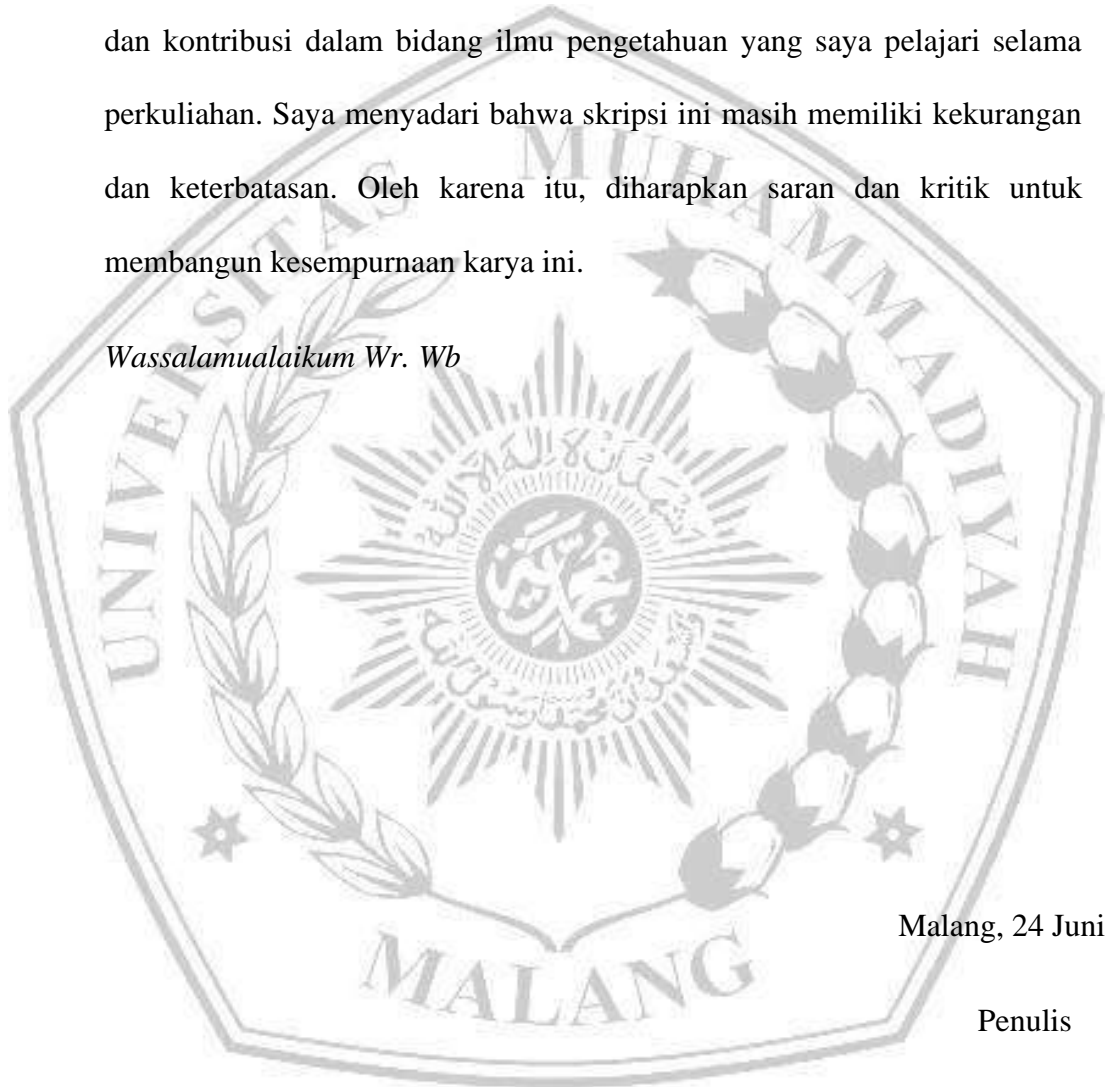 dan kontribusi dalam bidang ilmu pengetahuan yang saya pelajari selama
perkuliahan. Saya menyadari bahwa skripsi ini masih memiliki kekurangan
dan keterbatasan. Oleh karena itu, diharapkan saran dan kritik untuk
membangun kesempurnaan karya ini.
Wassalamualaikum Wr. Wb
UNIVERSITAS MUHAMMADIYAH
MALANG
Malang, 24 Juni
Penulis